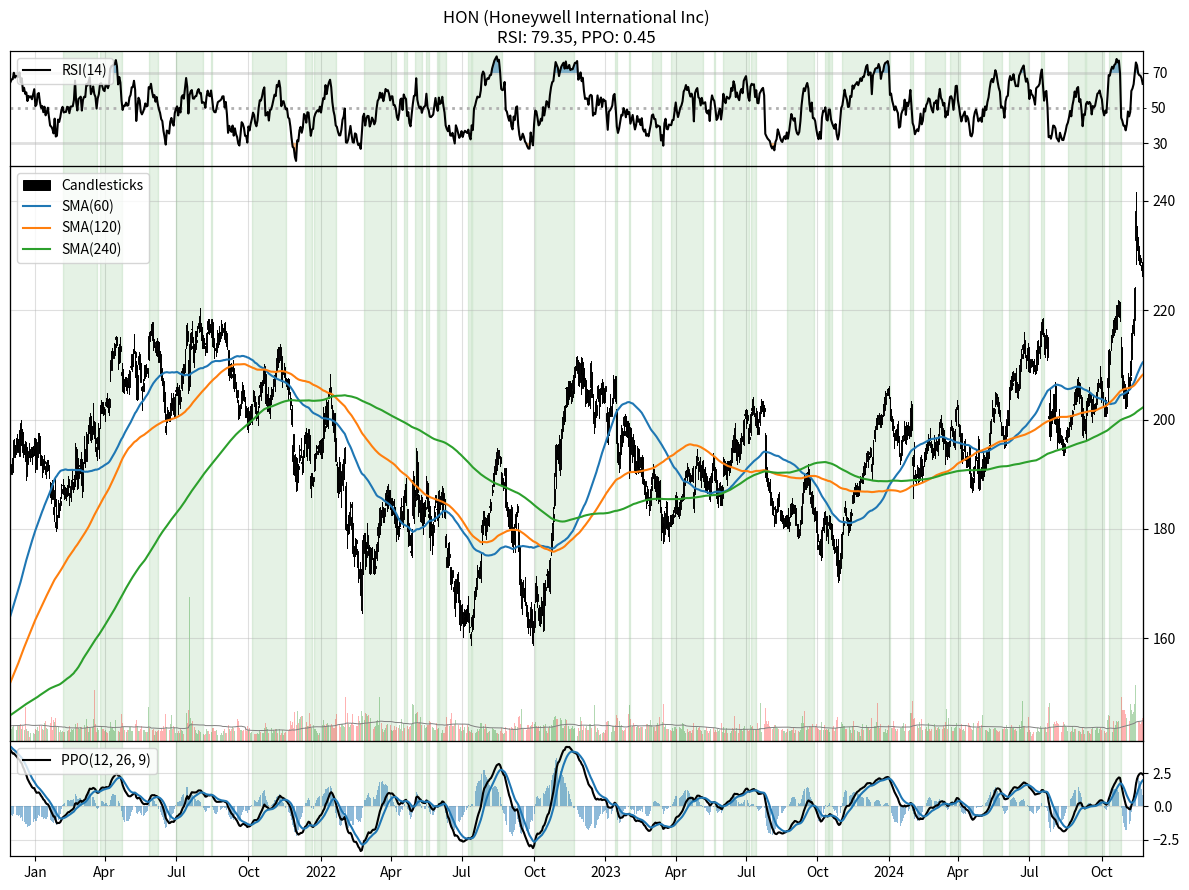 HON (Honeywell International Inc)
RSI: 79.35, PPO: 0.45
RSI(14)
70
50
30
Candlesticks
SMA(60)
SMA(120)
SMA(240)
240
220
200
180
160
PPO(12, 26, 9)
2.5
0.0
−2.5
Jan Apr Jul Oct 2022 Apr Jul Oct 2023 Apr Jul Oct 2024 Apr Jul Oct